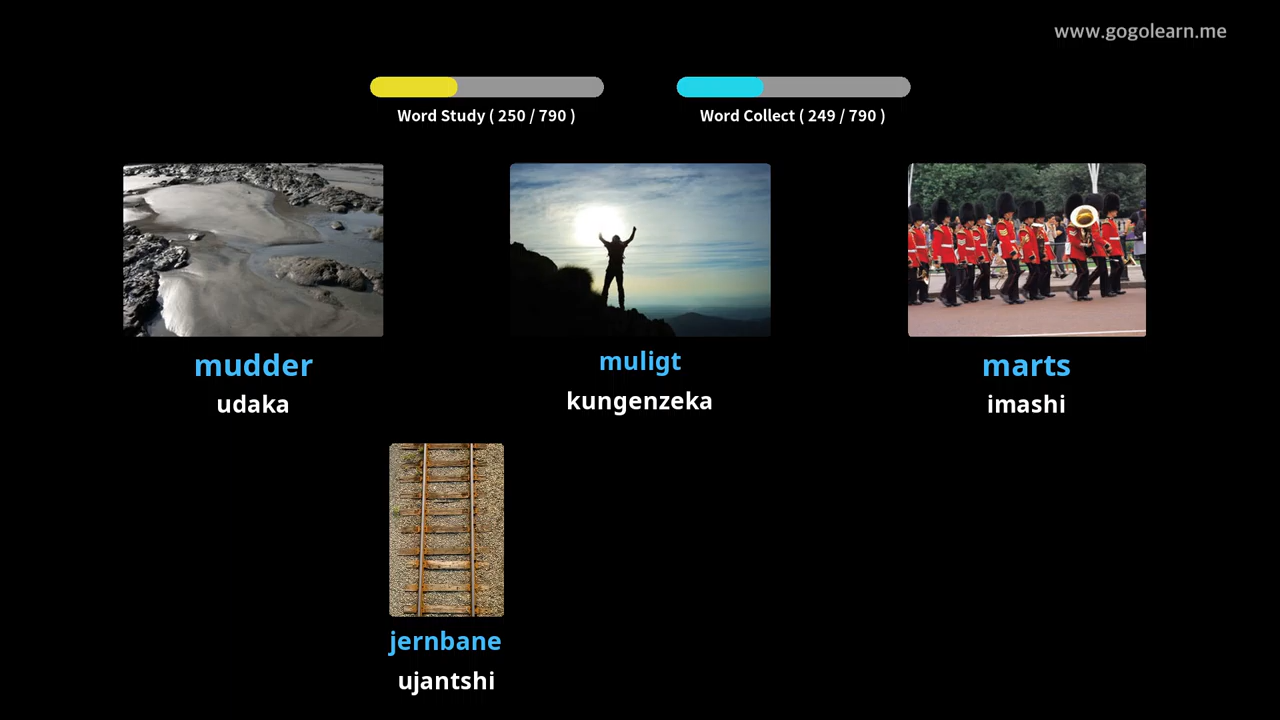 www.gogolearn.me
Word Study ( 250 / 790 )
Word Collect ( 249 / 790 )
mudder
udaka
muligt
kungenzeka
marts
imashi
jernbane
ujantshi